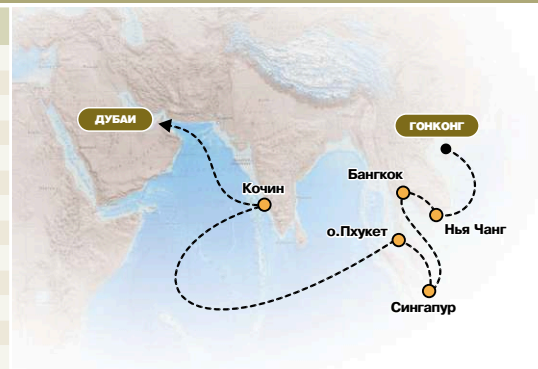 ДУБАИ
ГОНКОНГ
Бангкок
Кочин
Нья Чанг
о.Пхукет
Сингапур